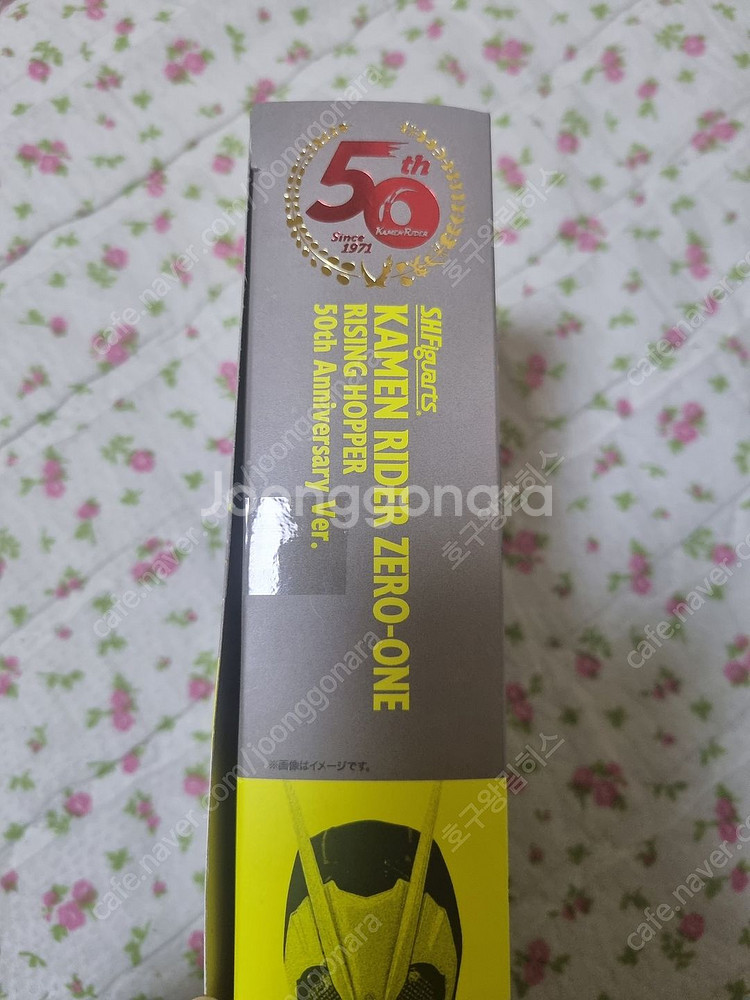 50th
KAMEN RIDER
Since
1971
S.H.Figuarts
KAMEN RIDER ZERO-ONE
RISING HOPPER
50th Anniversary Ver.
※画像はイメージです。
Joonggonara
cafe.naver.com/joonggonara